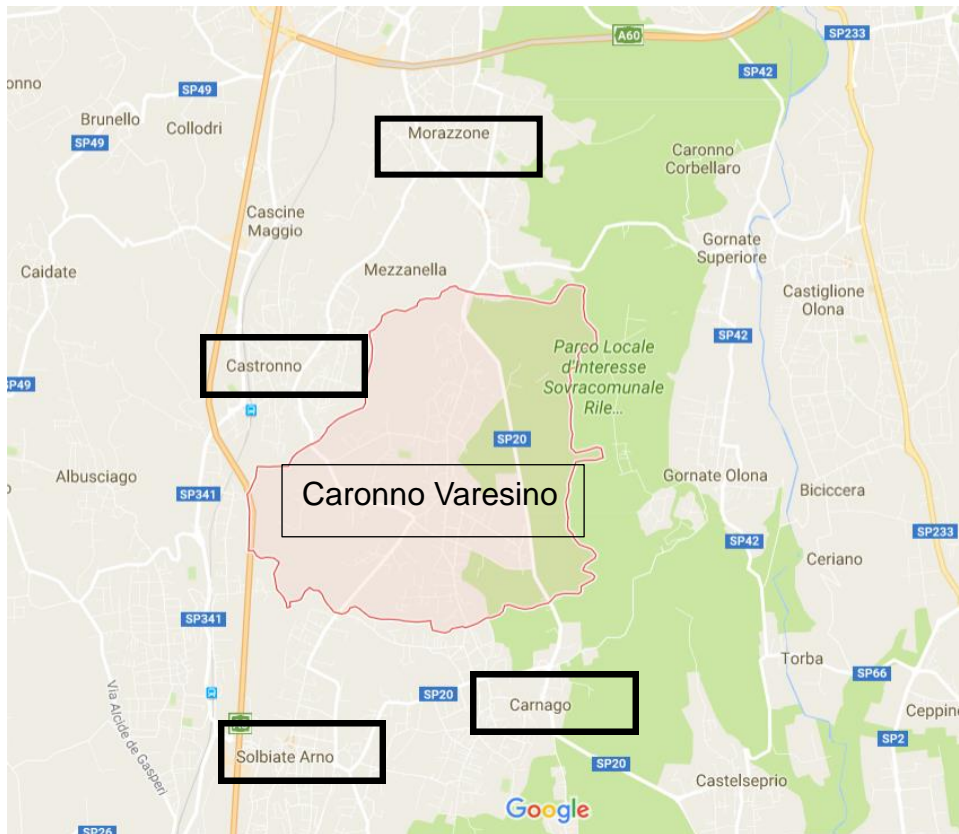 A60
SP233
onno
SP49
SP42
Brunello
Collodri
SP49
Morazzone
Caronno
Corbellaro
Cascine
Maggio
Gornate
Superiore
Caidate
Mezzanella
Castiglione
Olona
Parco Locale
d'Interesse
Sovracomunale
Rile...
SP42
Castronno
SP49
SP20
Albusciago
SP341
Caronno Varesino
Gornate Olona
Biciccera
SP42
SP233
Ceriano
SP341
Torba
SP66
Via Alcide de Gasperi
SP20
Carnago
Ceppino
SP2
Solbiate Arno
SP20
Castelseprio
Google
SP26